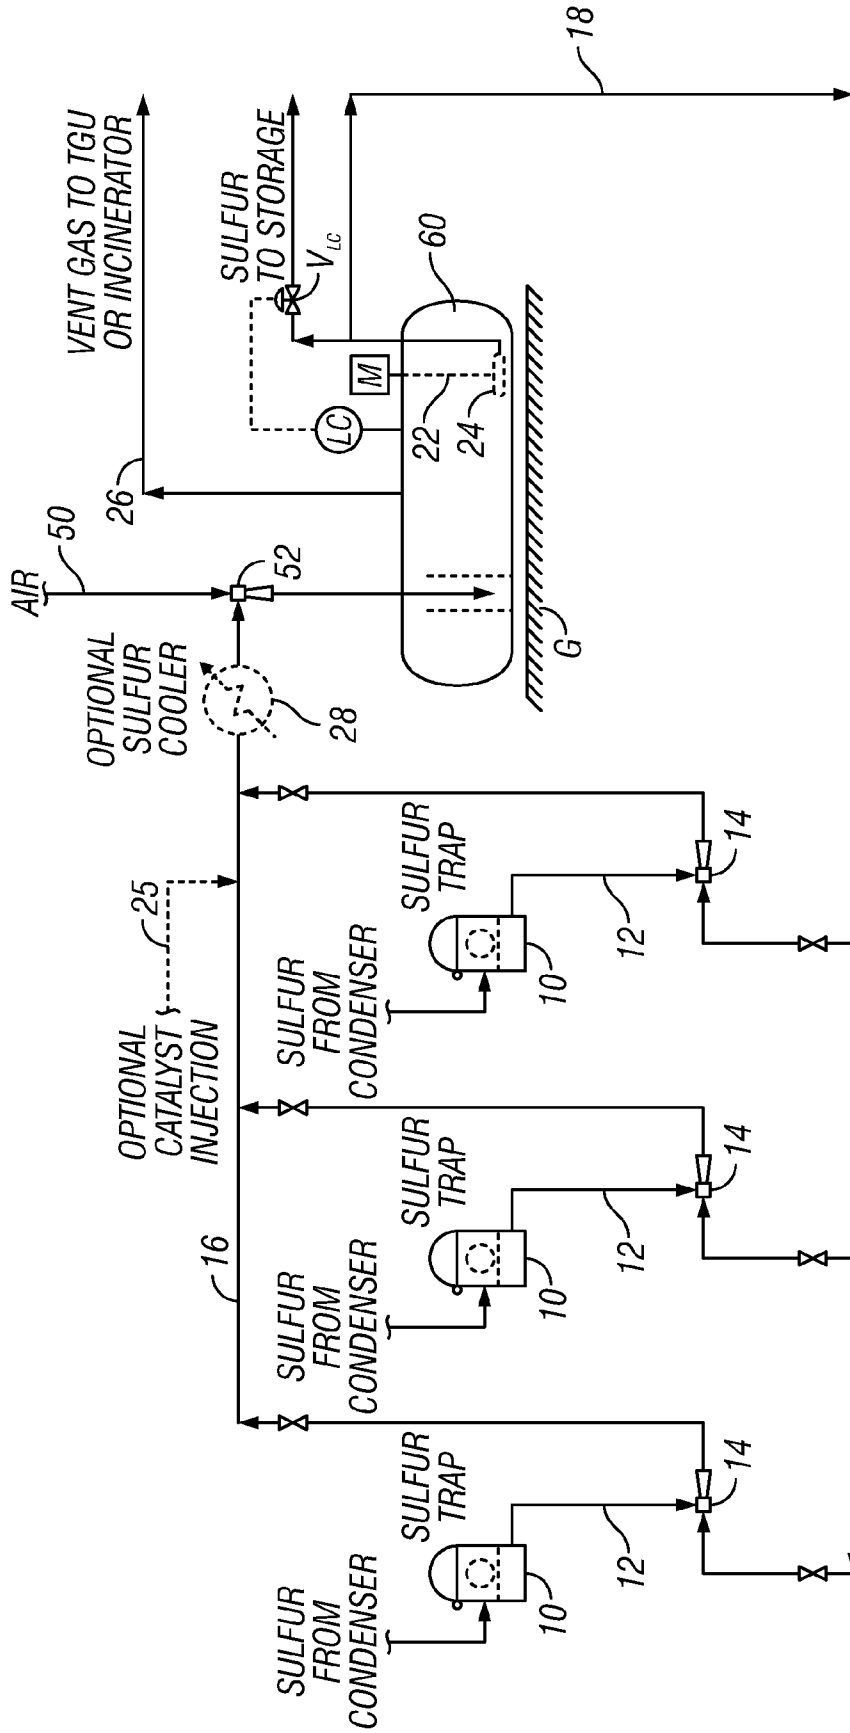 SULFUR
FROM
CONDENSER
SULFUR
TRAP
10
12
14
16
SULFUR
FROM
CONDENSER
SULFUR
TRAP
10
12
14
OPTIONAL
CATALYST
INJECTION
25
SULFUR
FROM
CONDENSER
SULFUR
TRAP
10
12
14
OPTIONAL
SULFUR
COOLER
28
AIR
50
52
G
26
VENT GAS TO TGU
OR INCINERATOR
LC
M
22
24
SULFUR
TO STORAGE
VLC
60
18